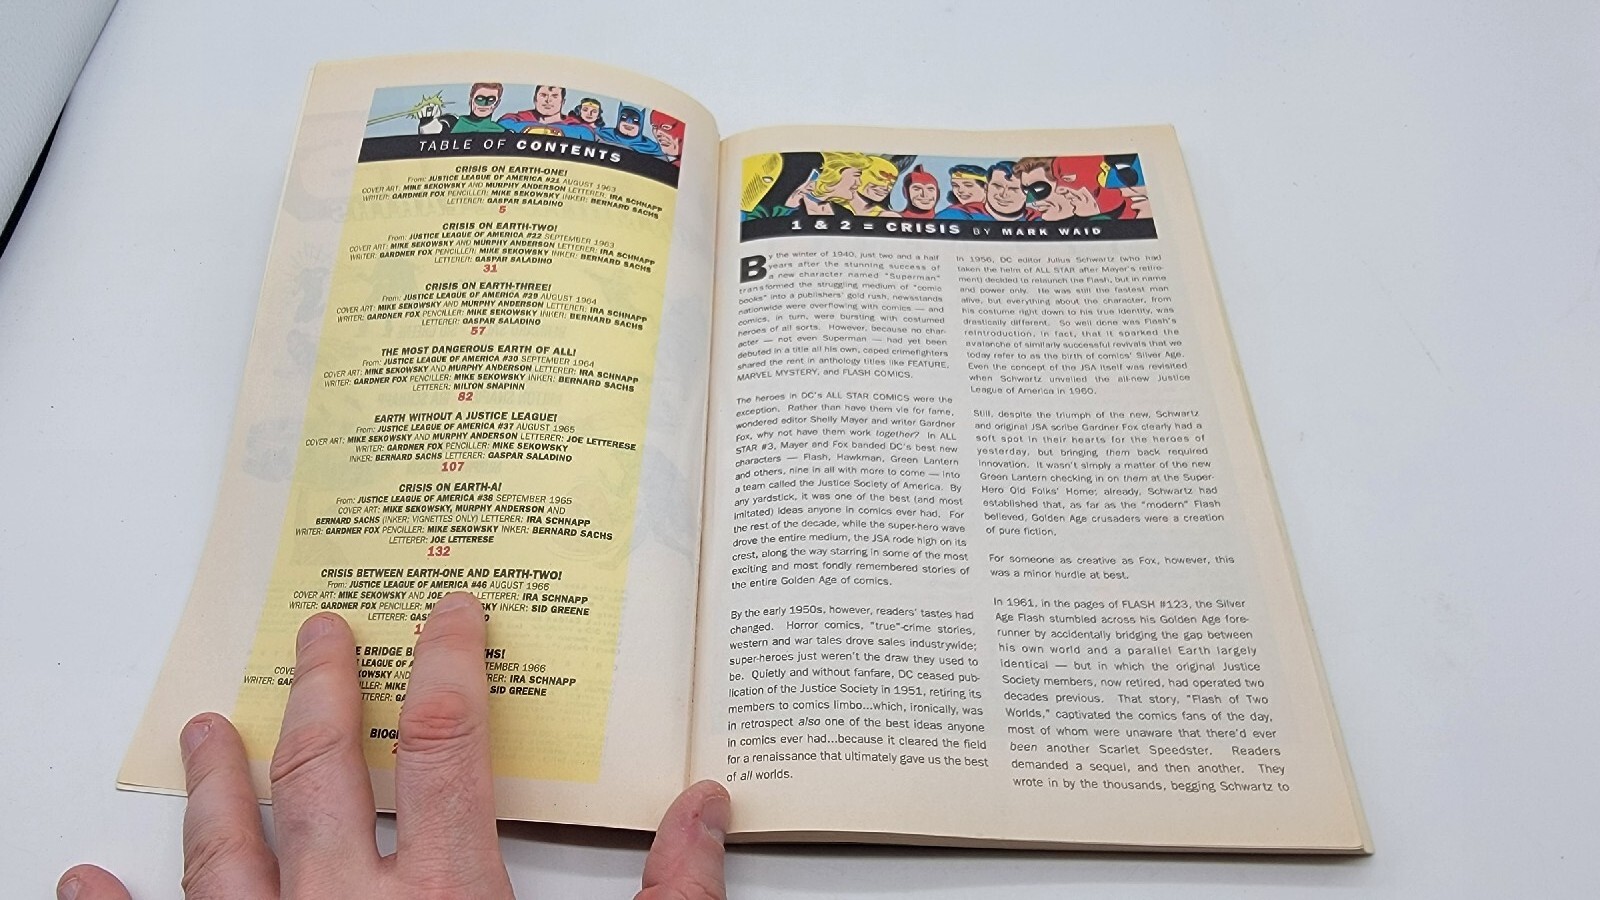 TABLE OF CONTENTS
CRISIS ON EARTH-ONE!
From: JUSTICE LEAGUE OF AMERICA #21 AUGUST 1963
COVER ART: MIKE SEKOWSKY AND MURPHY ANDERSON LETTERER: IRA SCHNAPP
WRITER: GARDNER FOX PENCILLER: MIKE SEKOWSKY INKER: BERNARD SACHS
LETTERER: GASPAR SALADINO
5
CRISIS ON EARTH-TWO!
From: JUSTICE LEAGUE OF AMERICA #22 SEPTEMBER 1963
COVER ART: MIKE SEKOWSKY AND MURPHY ANDERSON LETTERER: IRA SCHNAPP
WRITER: GARDNER FOX PENCILLER: MIKE SEKOWSKY INKER: BERNARD SACHS
LETTERER: GASPAR SALADINO
31
CRISIS ON EARTH-THREE!
From: JUSTICE LEAGUE OF AMERICA #29 AUGUST 1964
COVER ART: MIKE SEKOWSKY AND MURPHY ANDERSON LETTERER: IRA SCHNAPP
WRITER: GARDNER FOX PENCILLER: MIKE SEKOWSKY INKER: BERNARD SACHS
LETTERER: GASPAR SALADINO
57
THE MOST DANGEROUS EARTH OF ALL!
From: JUSTICE LEAGUE OF AMERICA #30 SEPTEMBER 1964
COVER ART: MIKE SEKOWSKY AND MURPHY ANDERSON LETTERER: IRA SCHNAPP
WRITER: GARDNER FOX PENCILLER: MIKE SEKOWSKY INKER: BERNARD SACHS
LETTERER: MILTON SNAPINN
82
EARTH WITHOUT A JUSTICE LEAGUE!
From: JUSTICE LEAGUE OF AMERICA #37 AUGUST 1965
COVER ART: MIKE SEKOWSKY AND MURPHY ANDERSON LETTERER: JOE LETTERESE
WRITER: GARDNER FOX PENCILLER: MIKE SEKOWSKY
INKER: BERNARD SACHS LETTERER: GASPAR SALADINO
107
CRISIS ON EARTH-A!
From: JUSTICE LEAGUE OF AMERICA #38 SEPTEMBER 1965
COVER ART: MIKE SEKOWSKY, MURPHY ANDERSON AND
BERNARD SACHS (INKER; VIGNETTES ONLY) LETTERER: IRA SCHNAPP
WRITER: GARDNER FOX PENCILLER: MIKE SEKOWSKY INKER: BERNARD SACHS
LETTERER: JOE LETTERESE
132
CRISIS BETWEEN EARTH-ONE AND EARTH-TWO!
From: JUSTICE LEAGUE OF AMERICA #46 AUGUST 1966
COVER ART: MIKE SEKOWSKY AND JOE LETTERER: IRA SCHNAPP
WRITER: GARDNER FOX PENCILLER: INKER: SID GREENE
LETTERER:
BRIDGE
LEAGUE OF SEPTEMBER 1966
IRA SCHNAPP
WRITER: SID GREENE
1 & 2 = CRISIS BY MARK WAID
By the winter of 1940, just two and a half
years after the stunning success of
a new character named "Superman"
transformed the struggling medium of "comic
books" into a publishers' gold rush, newsstands
nationwide were overflowing with comics — and
comics, in turn, were bursting with costumed
heroes of all sorts. However, because no char-
acter — not even Superman — had yet been
debuted in a title all his own, caped crimefighters
shared the rent in anthology titles like FEATURE,
MARVEL MYSTERY, and FLASH COMICS.
The heroes in DC's ALL STAR COMICS were the
exception. Rather than have them vie for fame,
wondered editor Shelly Mayer and writer Gardner
Fox, why not have them work together? In ALL
STAR #3, Mayer and Fox banded DC's best new
characters — Flash, Hawkman, Green Lantern
and others, nine in all with more to come — into
a team called the Justice Society of America. By
any yardstick, it was one of the best (and most
imitated) ideas anyone in comics ever had. For
the rest of the decade, while the super-hero wave
drove the entire medium, the JSA rode high on its
crest, along the way starring in some of the most
exciting and most fondly remembered stories of
the entire Golden Age of comics.
By the early 1950s, however, readers' tastes had
changed. Horror comics, "true"-crime stories,
western and war tales drove sales industrywide;
super-heroes just weren't the draw they used to
be. Quietly and without fanfare, DC ceased pub-
lication of the Justice Society in 1951, retiring its
members to comics limbo...which, ironically, was
in retrospect also one of the best ideas anyone
in comics ever had...because it cleared the field
for a renaissance that ultimately gave us the best
of all worlds.
In 1956, DC editor Julius Schwartz (who had
taken the helm of ALL STAR after Mayer's retire-
ment) decided to relaunch the Flash, but in name
and power only. He was still the fastest man
alive, but everything about the character, from
his costume right down to his true identity, was
drastically different. So well done was Flash's
reintroduction, in fact, that it sparked the
avalanche of similarly successful revivals that we
today refer to as the birth of comics' Silver Age.
Even the concept of the JSA itself was revisited
when Schwartz unveiled the all-new Justice
League of America in 1960.
Still, despite the triumph of the new, Schwartz
and original JSA scribe Gardner Fox clearly had a
soft spot in their hearts for the heroes of
yesterday, but bringing them back required
innovation. It wasn't simply a matter of the new
Green Lantern checking in on them at the Super-
Hero Old Folks' Home; already, Schwartz had
established that, as far as the "modern" Flash
believed, Golden Age crusaders were a creation
of pure fiction.
For someone as creative as Fox, however, this
was a minor hurdle at best.
In 1961, in the pages of FLASH #123, the Silver
Age Flash stumbled across his Golden Age fore-
runner by accidentally bridging the gap between
his own world and a parallel Earth largely
identical — but in which the original Justice
Society members, now retired, had operated two
decades previous. That story, "Flash of Two
Worlds," captivated the comics fans of the day,
most of whom were unaware that there'd ever
been another Scarlet Speedster. Readers
demanded a sequel, and then another. They
wrote in by the thousands, begging Schwartz to